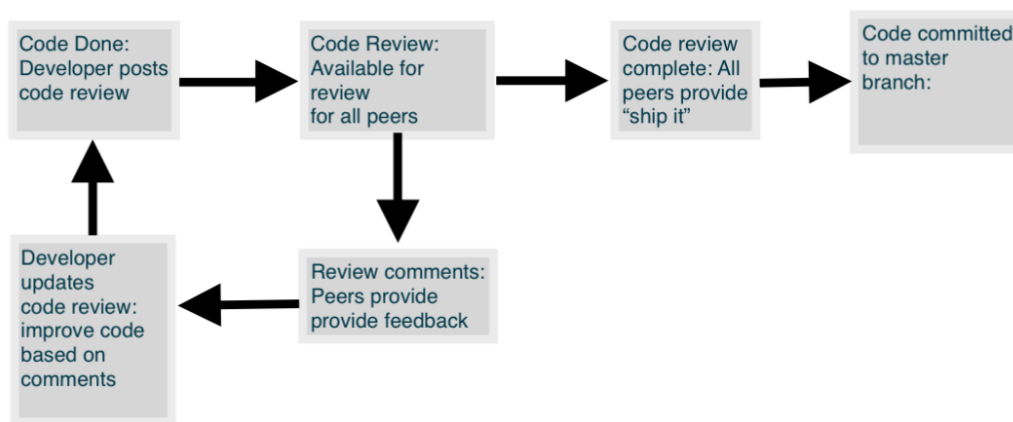 Code Done:
Developer posts
code review
Code Review:
Available for
review
for all peers
Code review
complete: All
peers provide
“ship it”
Code committed
to master
branch:
Developer
updates
code review:
improve code
based on
comments
Review comments:
Peers provide
provide feedback